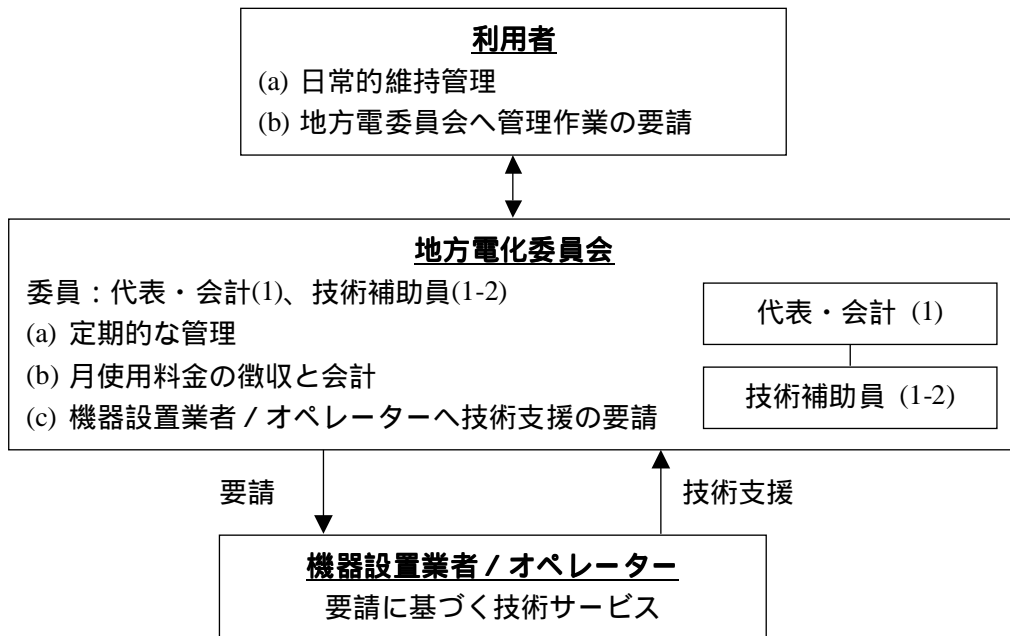 利用者
(a) 日常的維持管理
(b) 地方電委員会へ管理作業の要請
地方電化委員会
委員：代表・会計(1)、技術補助員(1-2)
(a) 定期的な管理
(b) 月使用料金の徴収と会計
(c) 機器設置業者 / オペレーターへ技術支援の要請
代表・会計 (1)
技術補助員 (1-2)
要請
技術支援
機器設置業者 / オペレーター
要請に基づく技術サービス